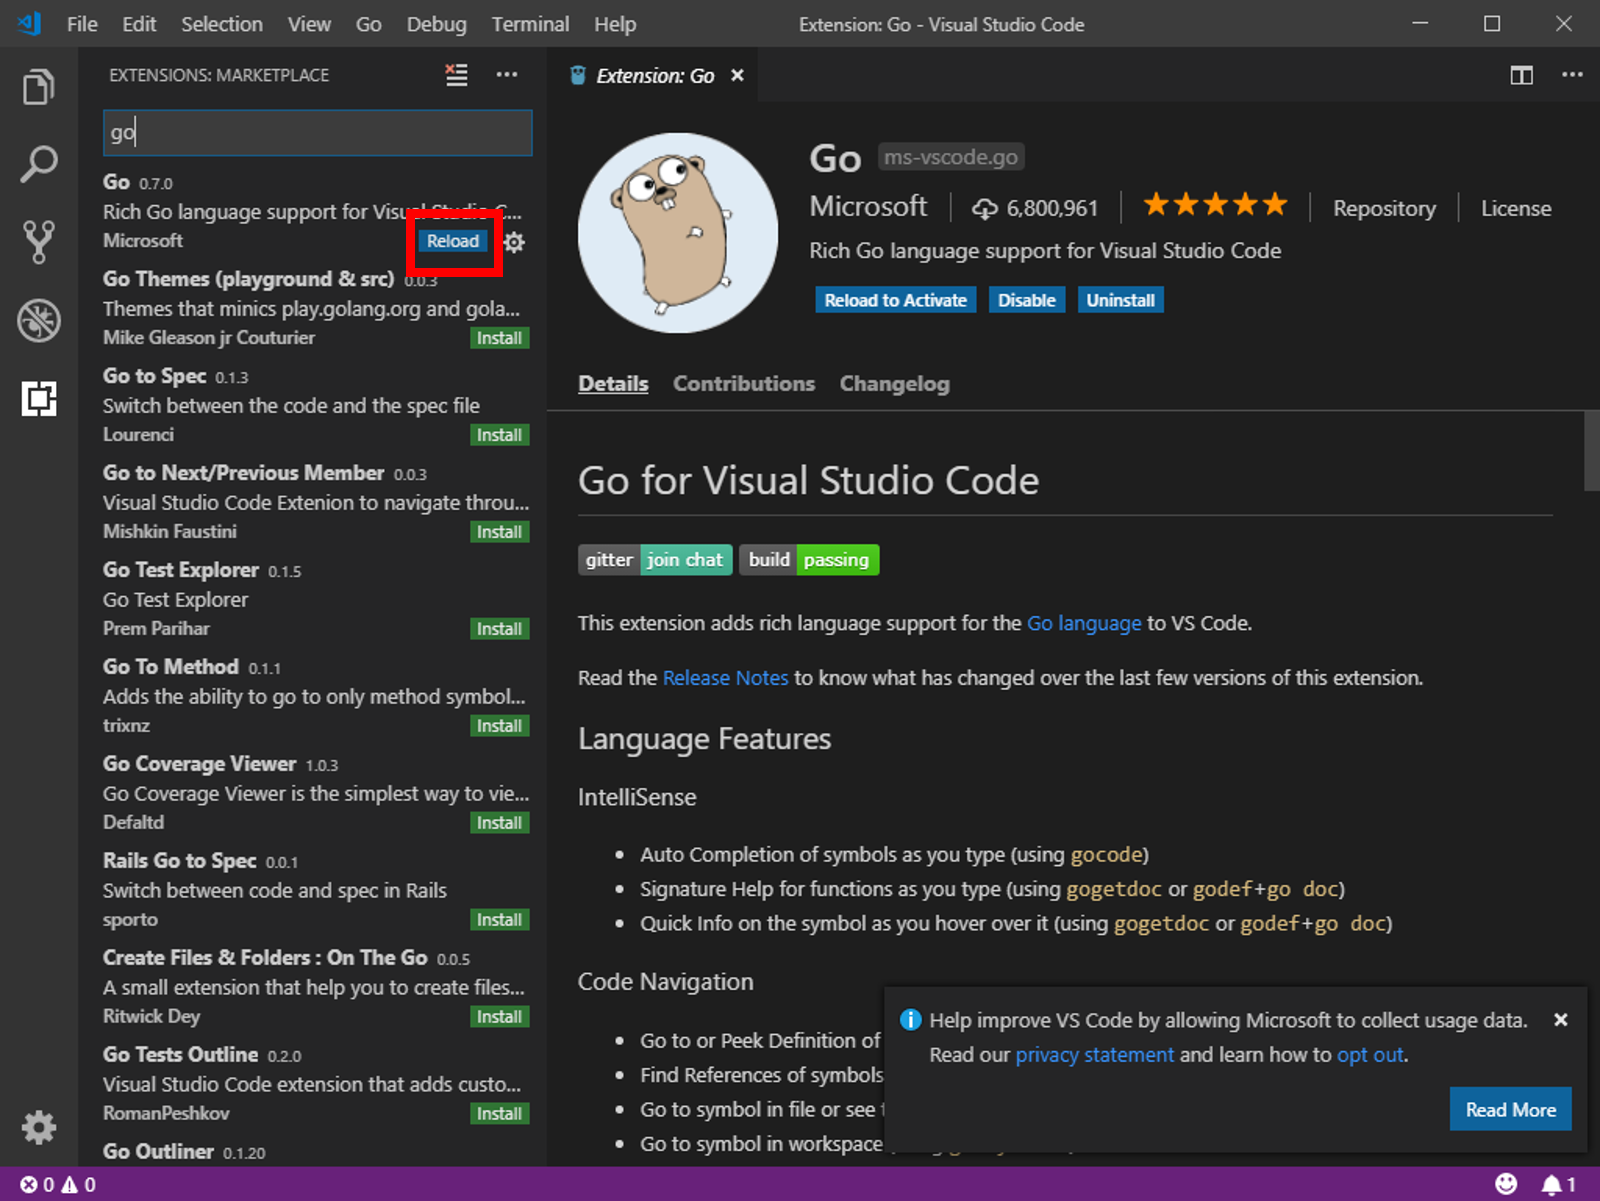 File Edit Selection View Go Debug Terminal Help
Extension: Go - Visual Studio Code
EXTENSIONS: MARKETPLACE
go
Go 0.7.0
Rich Go language support for Visual Studio C...
Microsoft
Reload
Go Themes (playground & src) 0.0.3
Themes that minics play.golang.org and gola...
Mike Gleason jr Couturier
Install
Go to Spec 0.1.3
Switch between the code and the spec file
Lourenci
Install
Go to Next/Previous Member 0.0.3
Visual Studio Code Extenion to navigate throu...
Mishkin Faustini
Install
Go Test Explorer 0.1.5
Go Test Explorer
Prem Parihar
Install
Go To Method 0.1.1
Adds the ability to go to only method symbol...
trixnz
Install
Go Coverage Viewer 1.0.3
Go Coverage Viewer is the simplest way to vie...
Defaltd
Install
Rails Go to Spec 0.0.1
Switch between code and spec in Rails
sporto
Install
Create Files & Folders : On The Go 0.0.5
A small extension that help you to create files...
Ritwick Dey
Install
Go Tests Outline 0.2.0
Visual Studio Code extension that adds custo...
RomanPeshkov
Install
Go Outliner 0.1.20
Extension: Go
Go ms-vscode.go
Microsoft 6,800,961 Repository License
Rich Go language support for Visual Studio Code
Reload to Activate Disable Uninstall
Details Contributions Changelog
Go for Visual Studio Code
gitter join chat build passing
This extension adds rich language support for the Go language to VS Code.
Read the Release Notes to know what has changed over the last few versions of this extension.
Language Features
IntelliSense
• Auto Completion of symbols as you type (using gocode)
• Signature Help for functions as you type (using gogetdoc or godef+go doc)
• Quick Info on the symbol as you hover over it (using gogetdoc or godef+go doc)
Code Navigation
• Go to or Peek Definition of
• Find References of symbols
• Go to symbol in file or see
• Go to symbol in workspace
Help improve VS Code by allowing Microsoft to collect usage data.
Read our privacy statement and learn how to opt out.
Read More
0 0
1